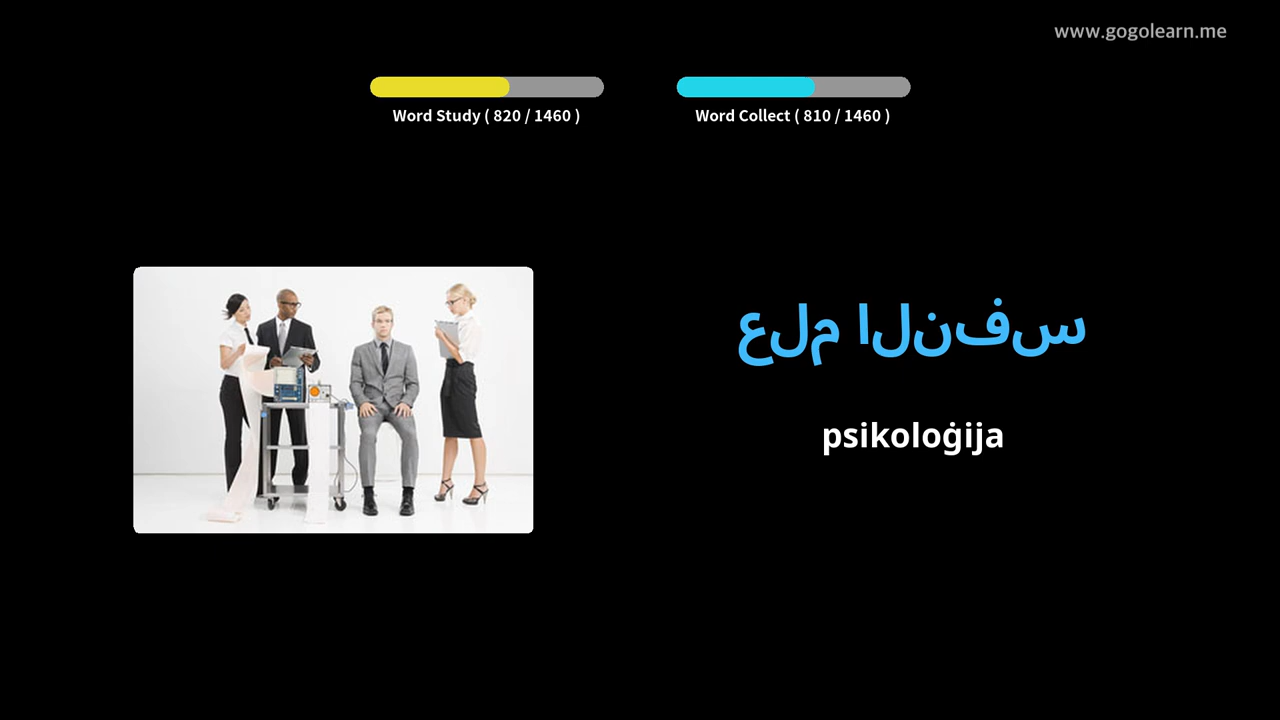 www.gogolearn.me
Word Study ( 820 / 1460 )
Word Collect ( 810 / 1460 )
علم النفس
psikoloġija